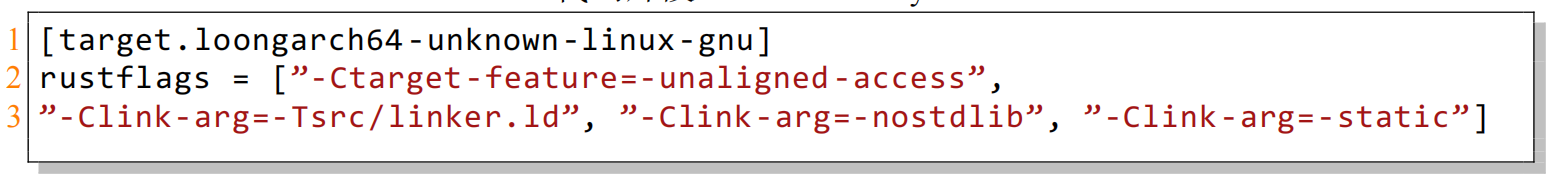 1 [target.loongarch64-unknown-linux-gnu]
2 rustflags = [”-Ctarget-feature=-unaligned-access”,
3 ”-Clink-arg=-Tsrc/linker.ld”, ”-Clink-arg=-nostdlib”, ”-Clink-arg=-static”]